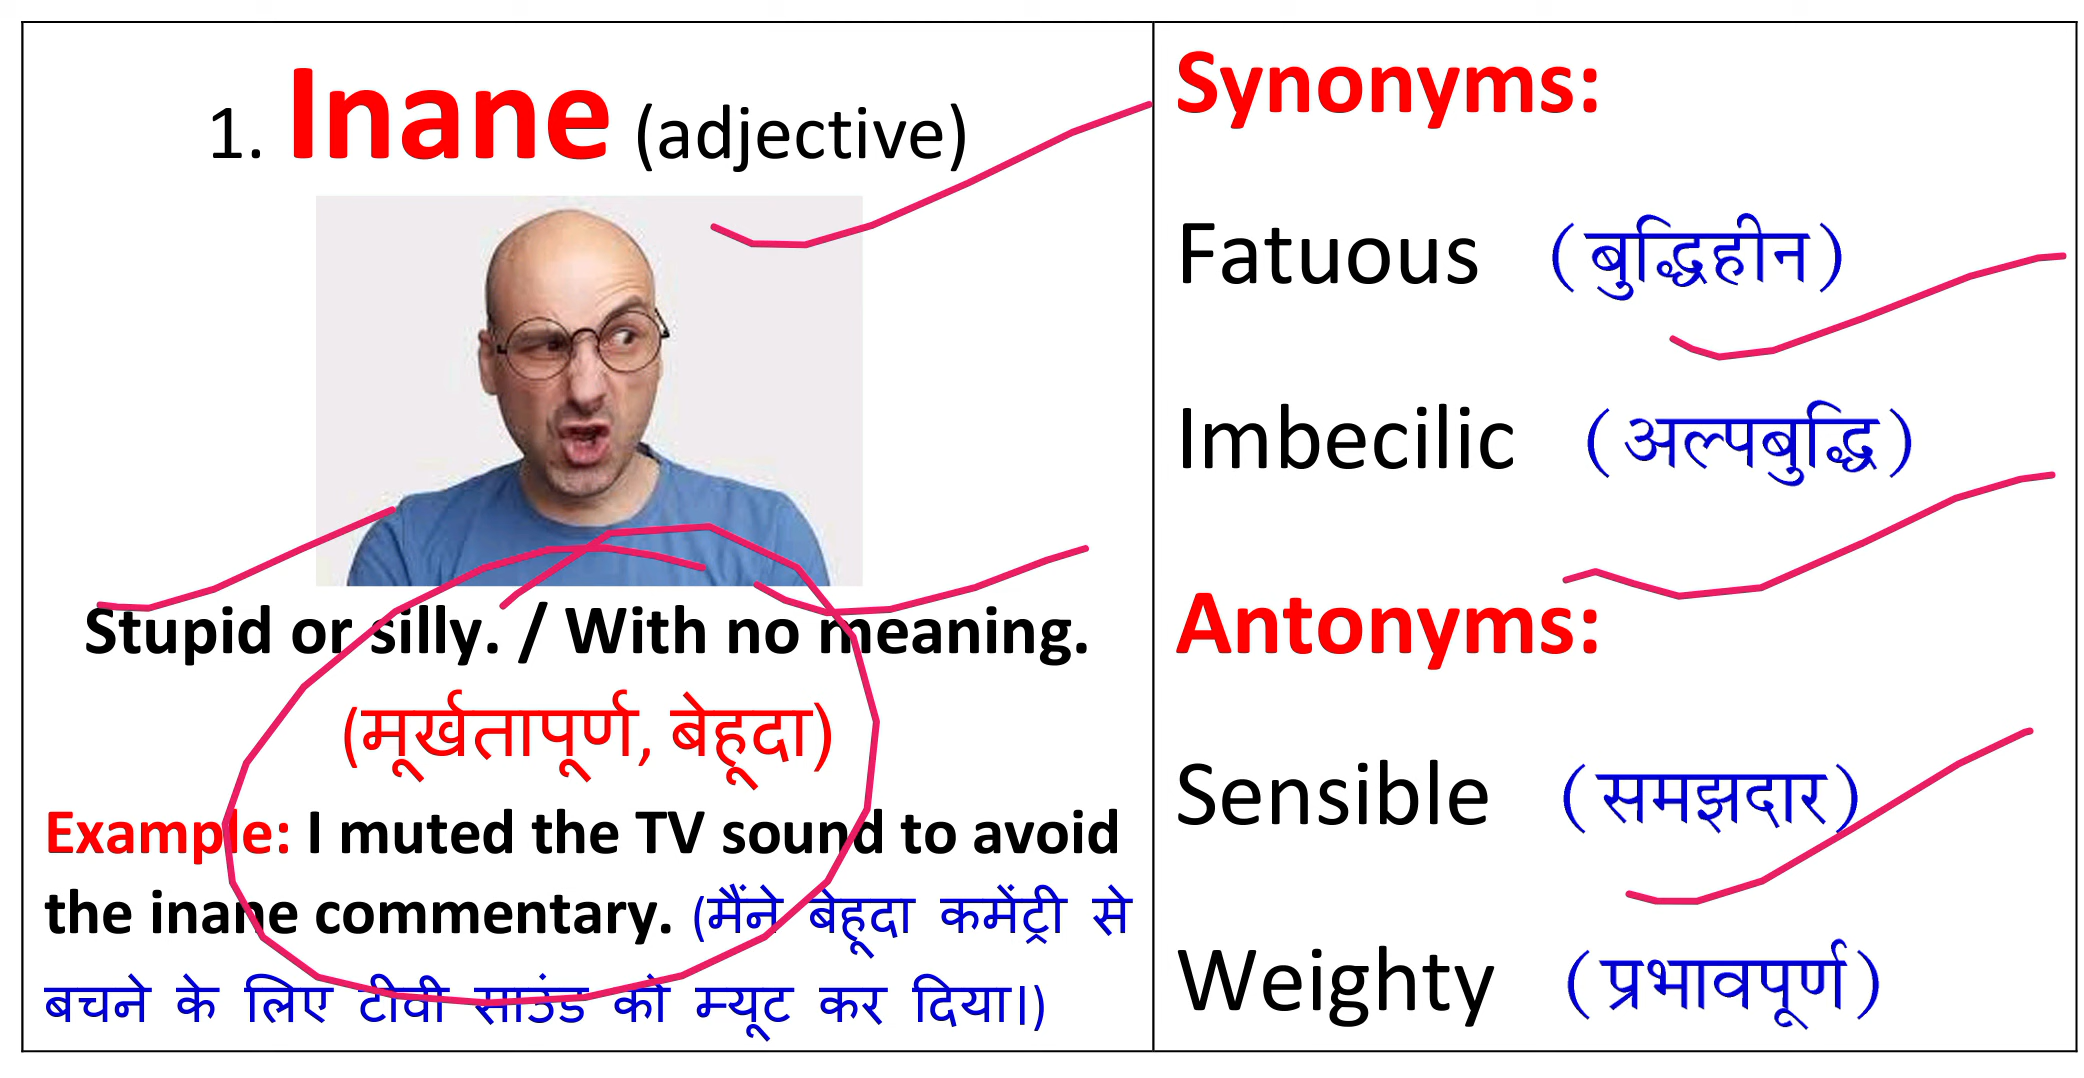 1. Inane (adjective)
Stupid or silly. / With no meaning.
(मूर्खतापूर्ण, बेहूदा)
Example: I muted the TV sound to avoid
the inane commentary. (मैंने बेहूदा कमेंट्री से
बचने के लिए टीवी साउंड को म्यूट कर दिया।)
Synonyms:
Fatuous (बुद्धिहीन)
Imbecilic (अल्पबुद्धि)
Antonyms:
Sensible (समझदार)
Weighty (प्रभावपूर्ण)